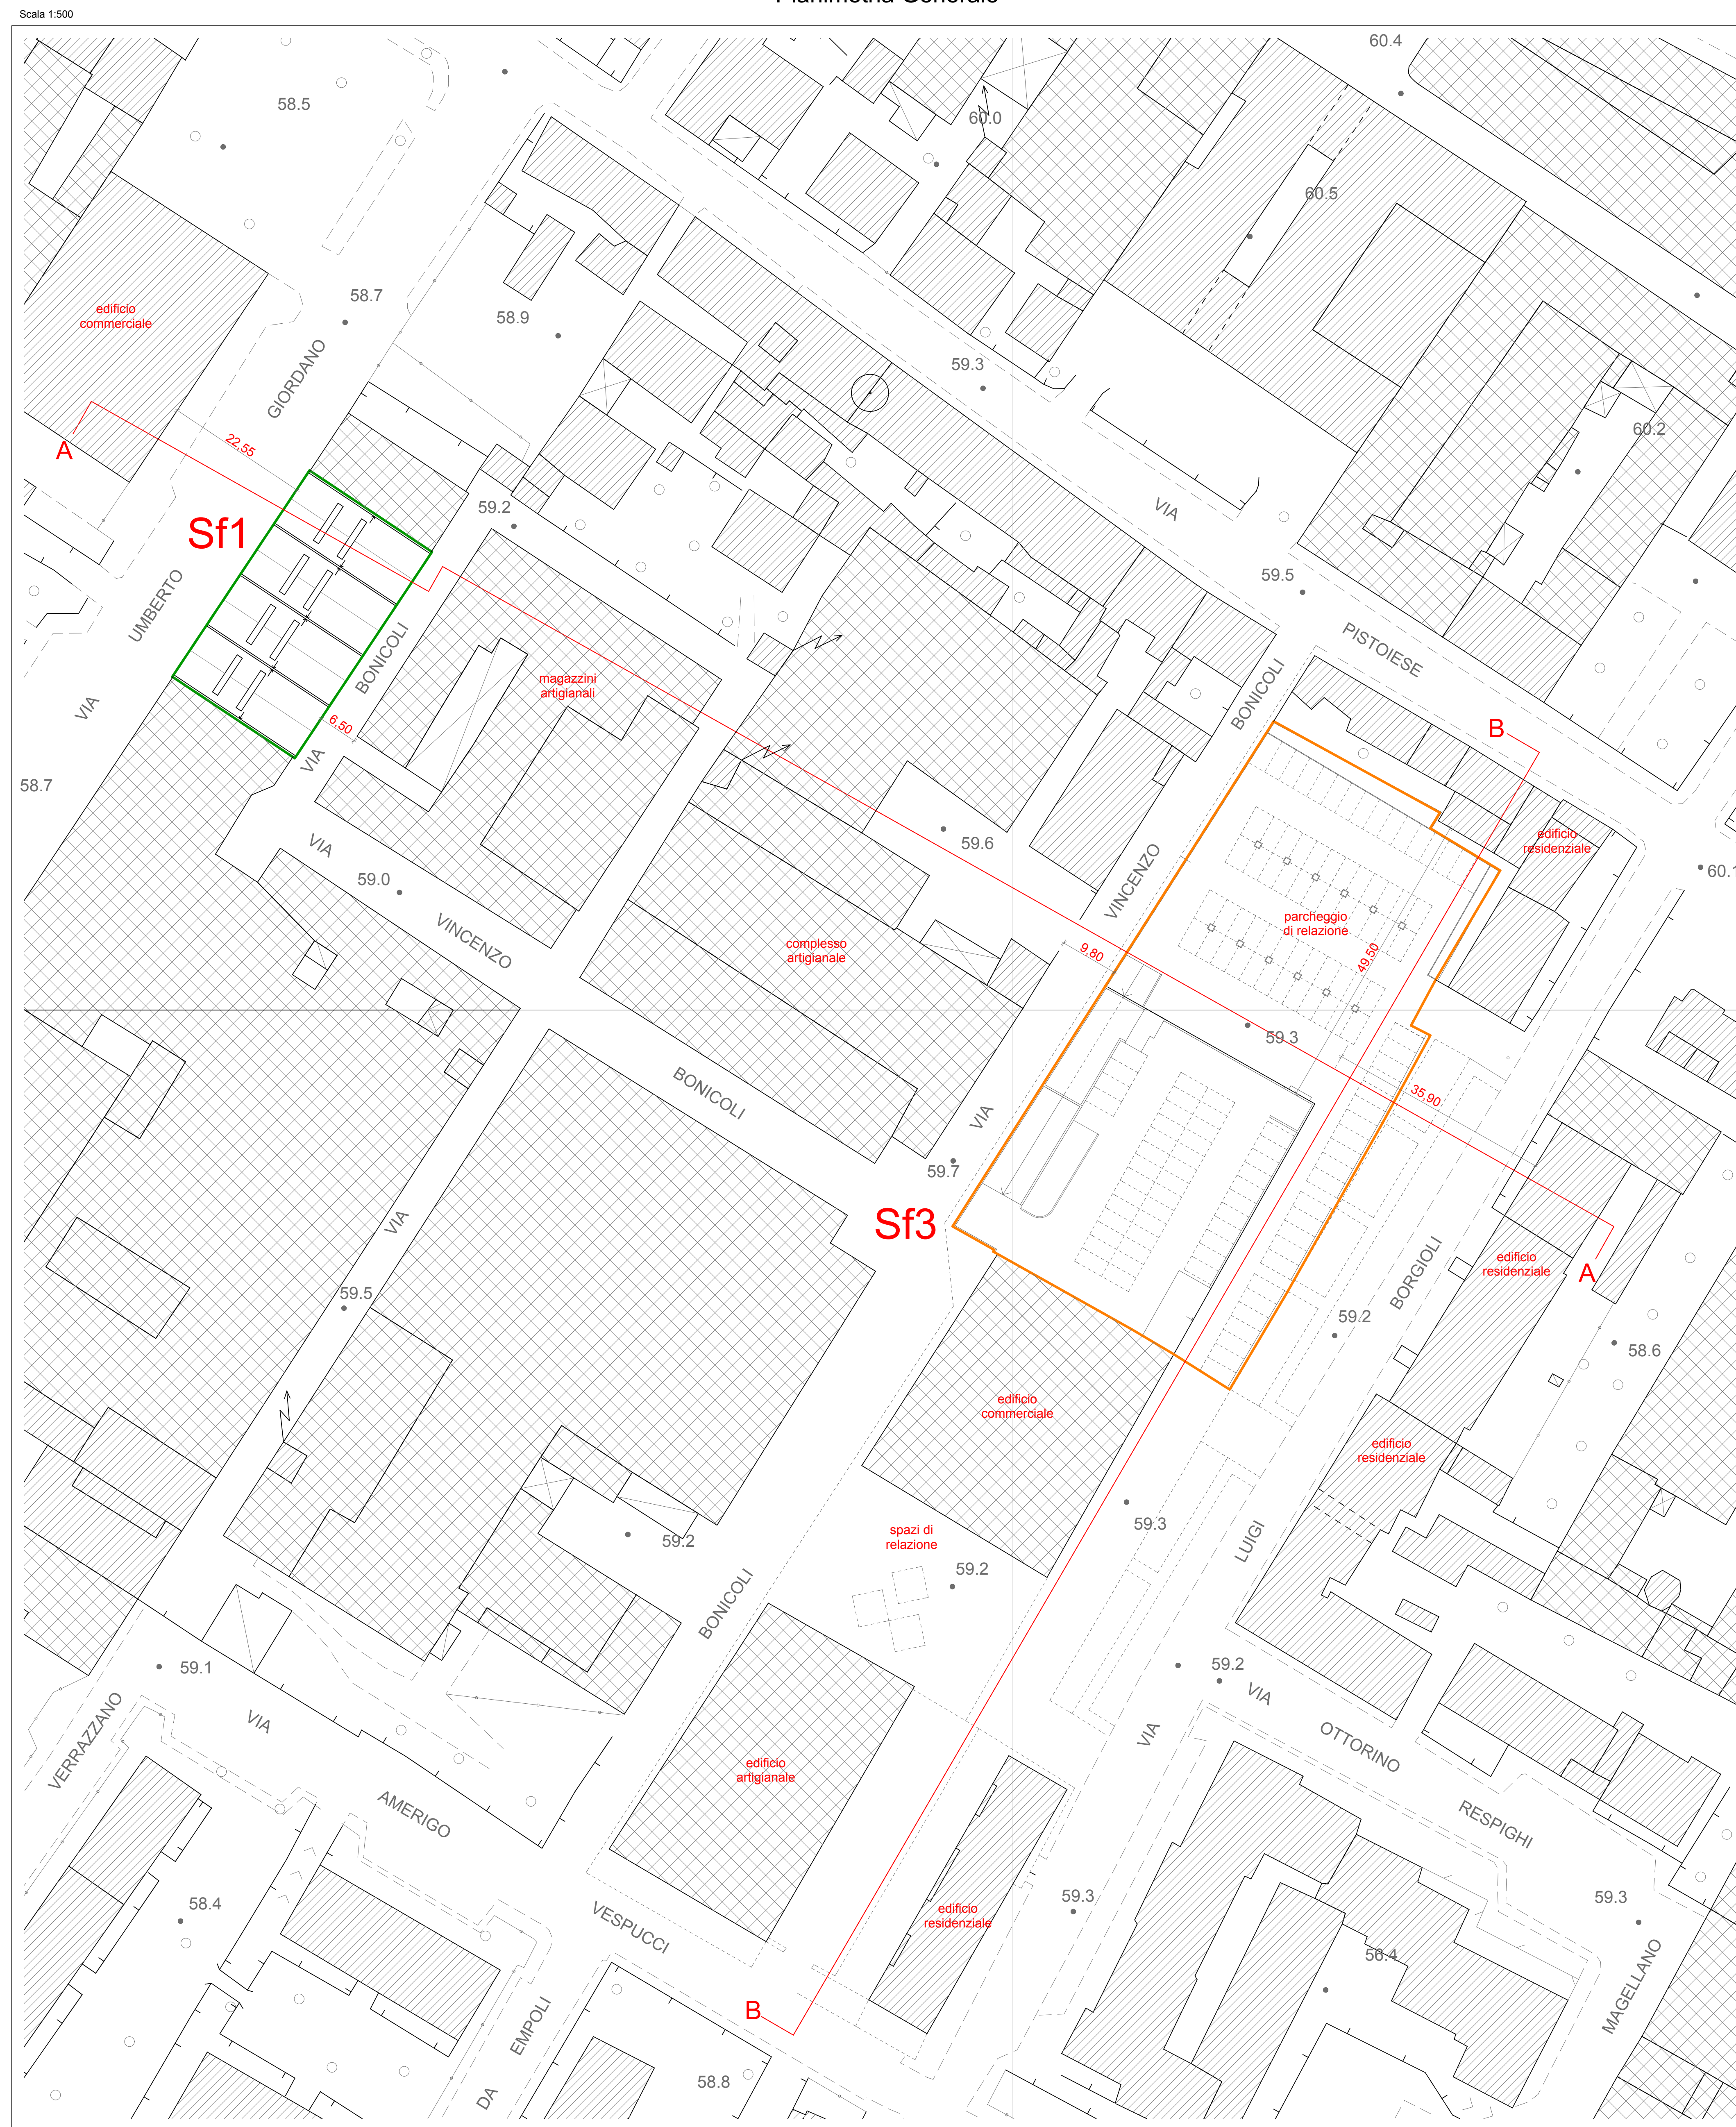 Planimetria Generale
Scala 1:500
60.4
58.5
60.0
60.5
58.7
58.9
edificio
commerciale
GIORDANO
59.3
60.2
A
22,55
59.2
VIA
Sf1
59.5
UMBERTO
PISTOIESE
BONICOLI
magazzini
artigianali
BONICOLI
VIA
6,50
B
VIA
58.7
VIA
59.6
edificio
residenziale
59.0
VINCENZO
60.1
VINCENZO
parcheggio
di relazione
complesso
artigianale
9,80
49,50
59.3
BONICOLI
35,90
VIA
59.7
VIA
Sf3
edificio
residenziale
A
BORGIOLI
59.5
59.2
58.6
edificio
commerciale
edificio
residenziale
59.3
spazi di
relazione
59.2
LUIGI
59.2
BONICOLI
59.1
59.2
VIA
VERRAZZANO
VIA
VIA
OTTORINO
edificio
artigianale
AMERIGO
RESPIGHI
58.4
59.3
59.3
edificio
residenziale
VESPUCCI
56.4
MAGELLANO
B
EMPOLI
58.8
DA